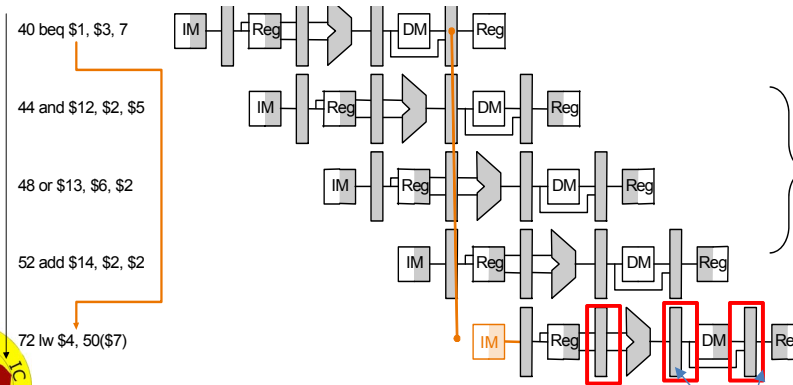 40 beq $1, $3, 7
IM Reg DM Reg
44 and $12, $2, $5
IM Reg DM Reg
48 or $13, $6, $2
IM Reg DM Reg
52 add $14, $2, $2
IM Reg DM Reg
72 lw $4, 50($7)
IM Reg DM Re
IC